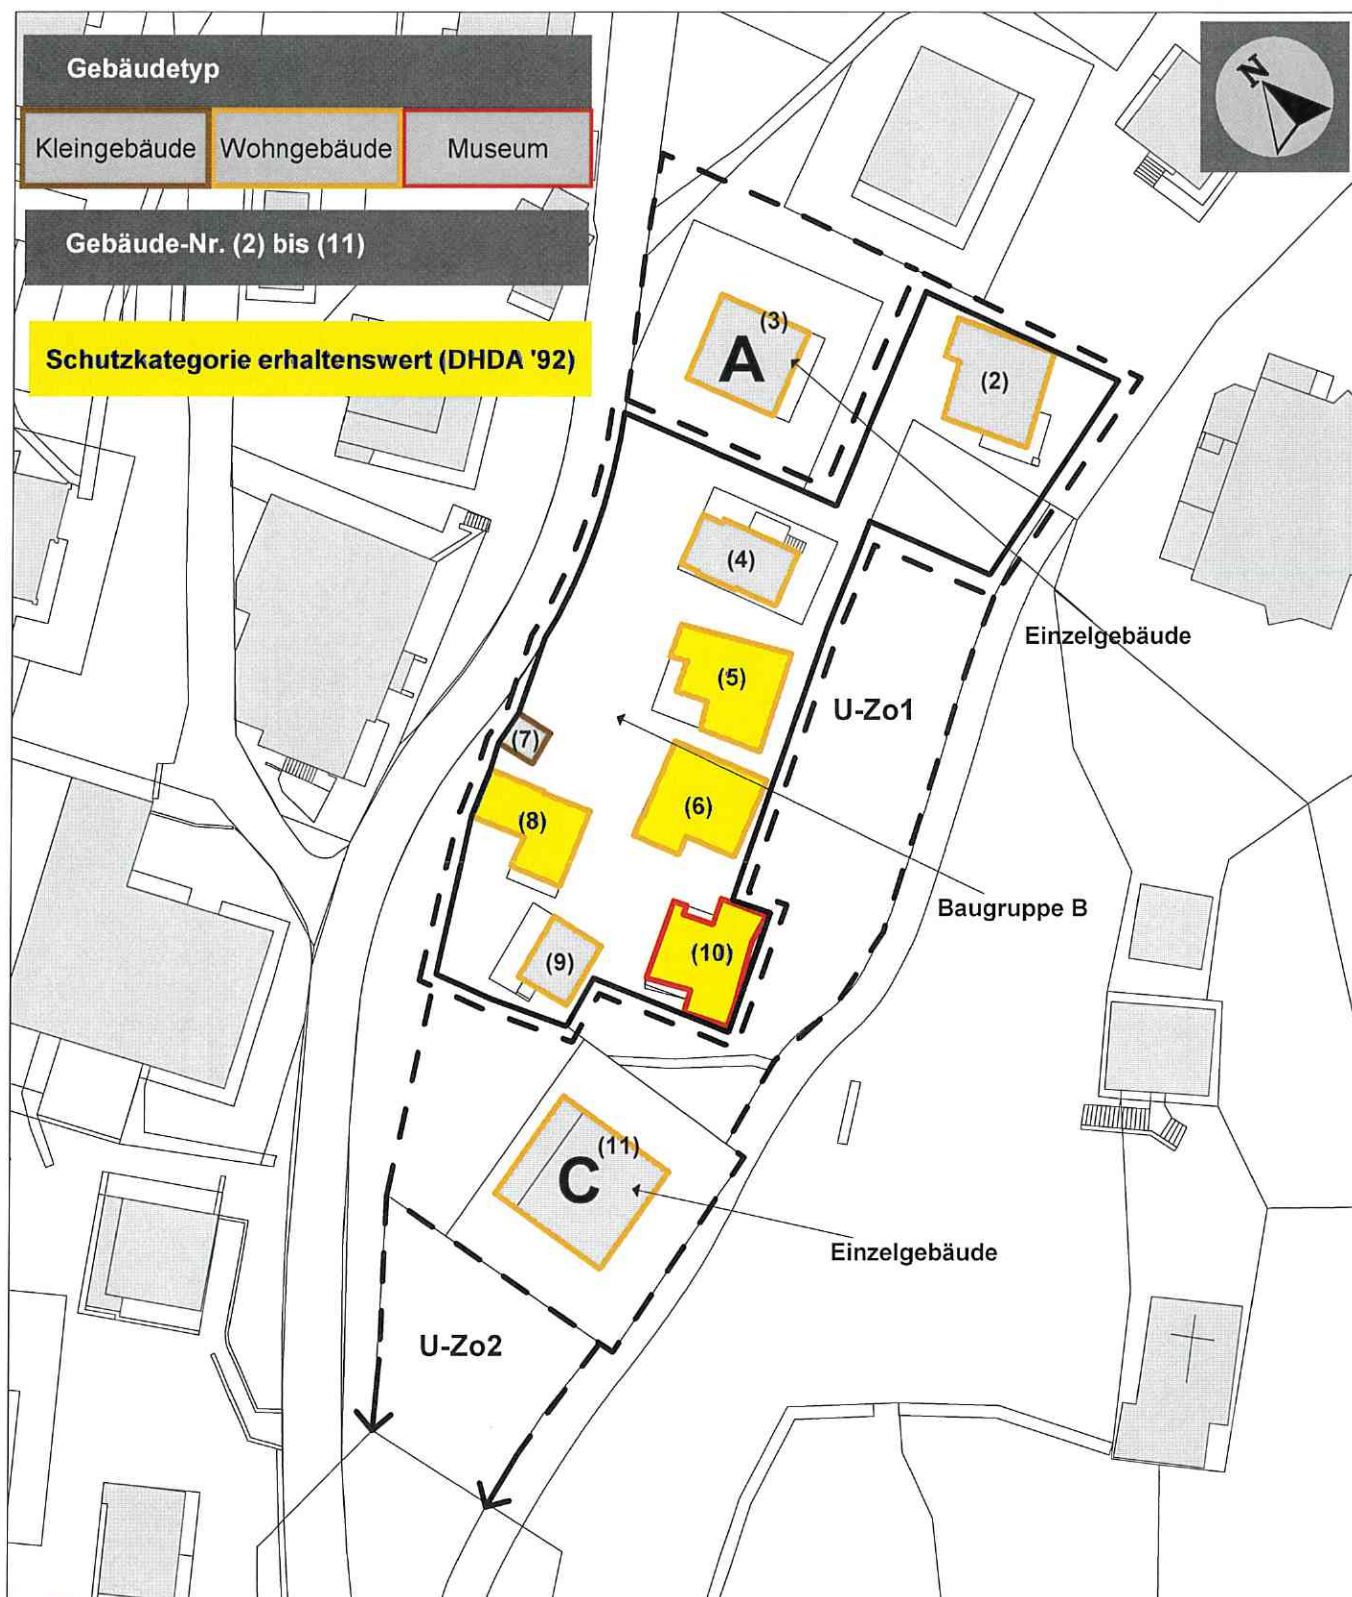 Gebäudetyp
N
Kleingebäude Wohngebäude Museum
Gebäude-Nr. (2) bis (11)
Schutzkategorie erhaltenswert (DHDA '92)
(3)
A
(2)
(4)
Einzelgebäude
(5)
U-Zo1
(7)
(6)
(8)
Baugruppe B
(10)
(9)
(11)
C
Einzelgebäude
U-Zo2